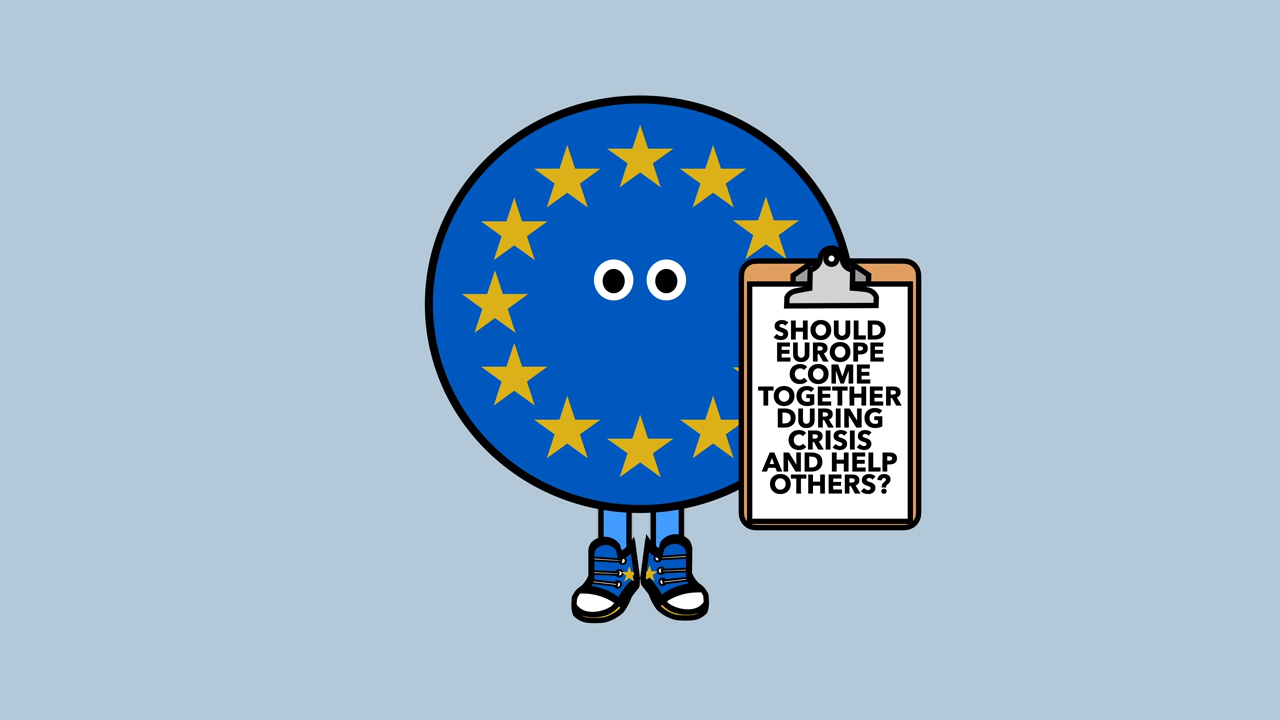 SHOULD
EUROPE
COME
TOGETHER
DURING
CRISIS
AND HELP
OTHERS?